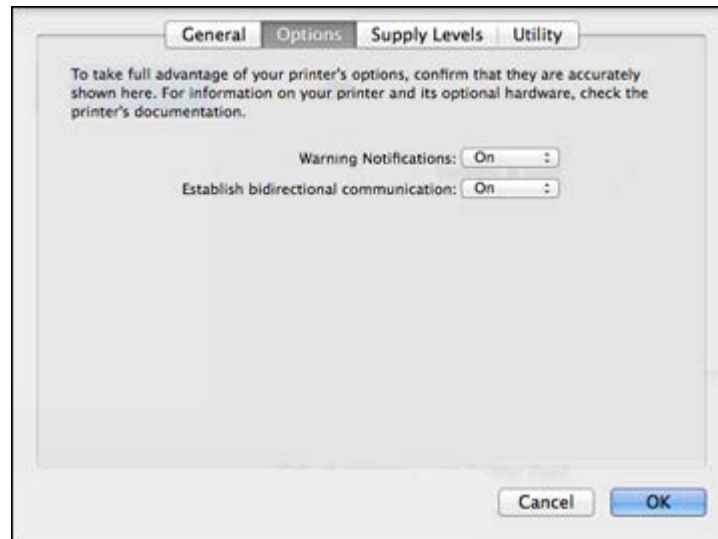 General Options Supply Levels Utility
To take full advantage of your printer's options, confirm that they are accurately
shown here. For information on your printer and its optional hardware, check the
printer's documentation.
Warning Notifications: On
Establish bidirectional communication: On
Cancel OK